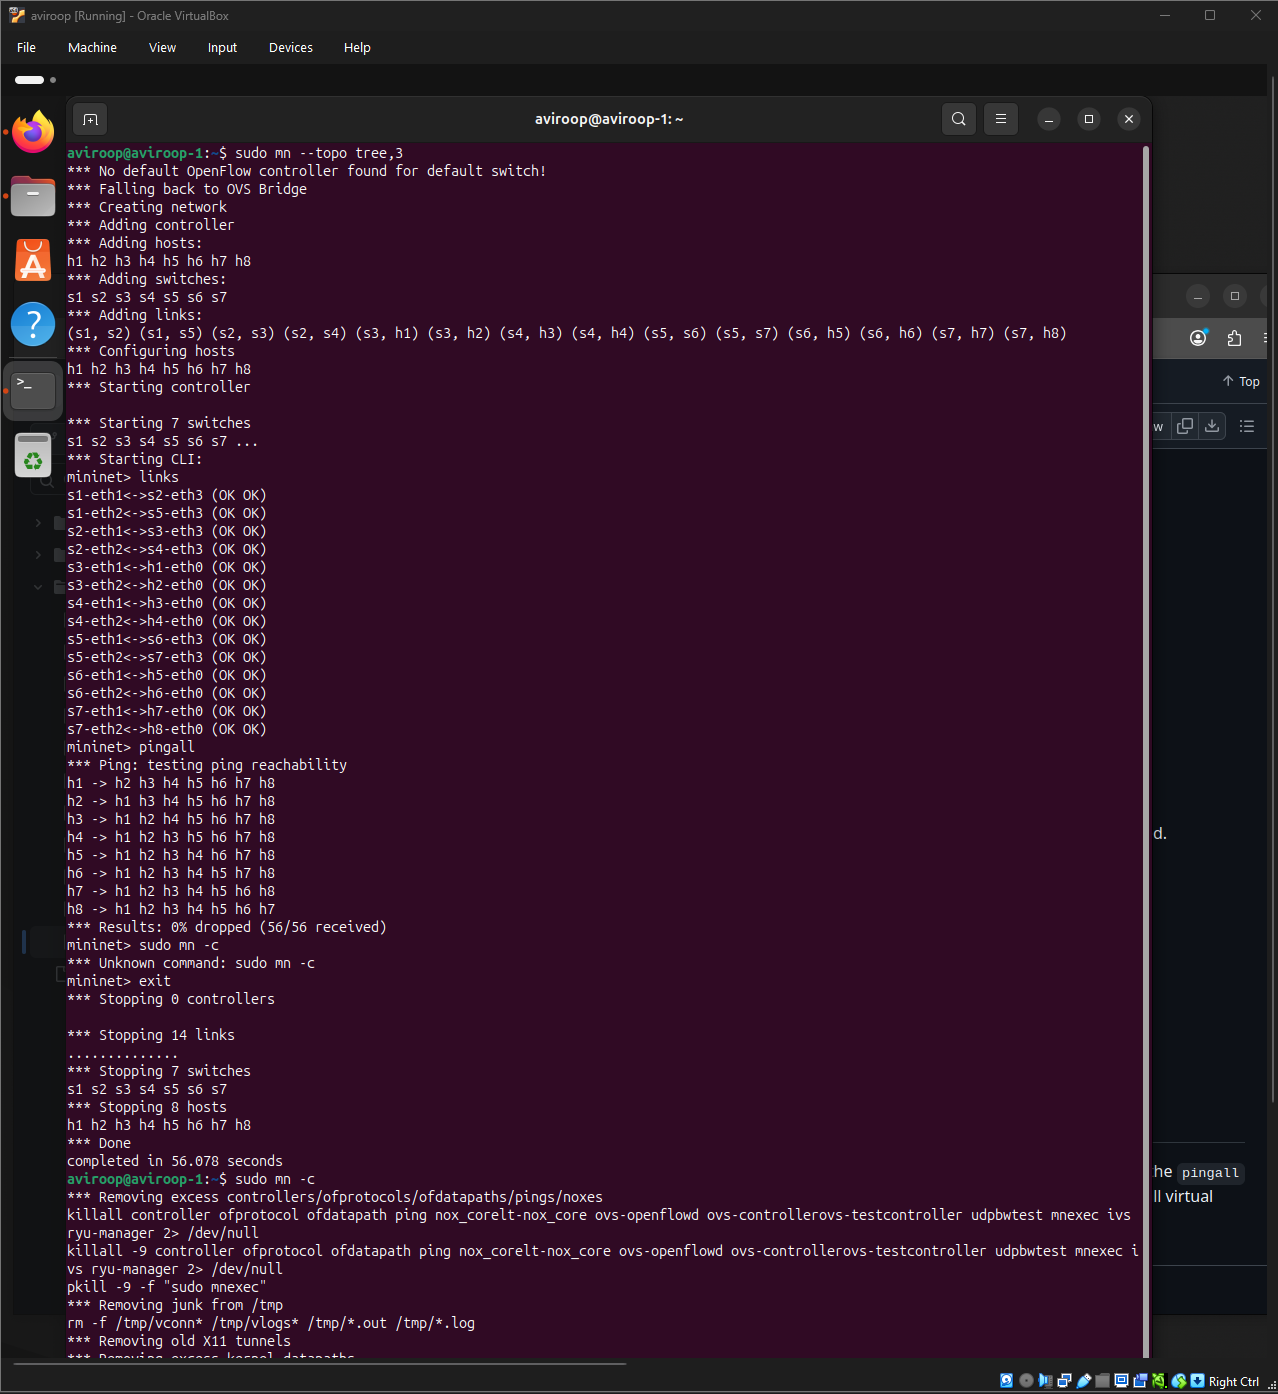 aviroop [Running] - Oracle VirtualBox
File Machine View Input Devices Help
aviroop@aviroop-1: ~
aviroop@aviroop-1:~$ sudo mn --topo tree,3
*** No default OpenFlow controller found for default switch!
*** Falling back to OVS Bridge
*** Creating network
*** Adding controller
*** Adding hosts:
h1 h2 h3 h4 h5 h6 h7 h8
*** Adding switches:
s1 s2 s3 s4 s5 s6 s7
*** Adding links:
(s1, s2) (s1, s5) (s2, s3) (s2, s4) (s3, h1) (s3, h2) (s4, h3) (s4, h4) (s5, s6) (s5, s7) (s6, h5) (s6, h6) (s7, h7) (s7, h8)
*** Configuring hosts
h1 h2 h3 h4 h5 h6 h7 h8
*** Starting controller
*** Starting 7 switches
s1 s2 s3 s4 s5 s6 s7 ...
*** Starting CLI:
mininet> links
s1-eth1<->s2-eth3 (OK OK)
s1-eth2<->s5-eth3 (OK OK)
s2-eth1<->s3-eth3 (OK OK)
s2-eth2<->s4-eth3 (OK OK)
s3-eth1<->h1-eth0 (OK OK)
s3-eth2<->h2-eth0 (OK OK)
s4-eth1<->h3-eth0 (OK OK)
s4-eth2<->h4-eth0 (OK OK)
s5-eth1<->s6-eth3 (OK OK)
s5-eth2<->s7-eth3 (OK OK)
s6-eth1<->h5-eth0 (OK OK)
s6-eth2<->h6-eth0 (OK OK)
s7-eth1<->h7-eth0 (OK OK)
s7-eth2<->h8-eth0 (OK OK)
mininet> pingall
*** Ping: testing ping reachability
h1 -> h2 h3 h4 h5 h6 h7 h8
h2 -> h1 h3 h4 h5 h6 h7 h8
h3 -> h1 h2 h4 h5 h6 h7 h8
h4 -> h1 h2 h3 h5 h6 h7 h8
h5 -> h1 h2 h3 h4 h6 h7 h8
h6 -> h1 h2 h3 h4 h5 h7 h8
h7 -> h1 h2 h3 h4 h5 h6 h8
h8 -> h1 h2 h3 h4 h5 h6 h7
*** Results: 0% dropped (56/56 received)
mininet> sudo mn -c
*** Unknown command: sudo mn -c
mininet> exit
*** Stopping 0 controllers
*** Stopping 14 links
..............
*** Stopping 7 switches
s1 s2 s3 s4 s5 s6 s7
*** Stopping 8 hosts
h1 h2 h3 h4 h5 h6 h7 h8
*** Done
completed in 56.078 seconds
aviroop@aviroop-1:~$ sudo mn -c
*** Removing excess controllers/ofprotocols/ofdatapaths/pings/noxes
killall controller ofprotocol ofdatapath ping nox_corelt-nox_core ovs-openflowd ovs-controllerovs-testcontroller udpbwtest mnexec ivs
ryu-manager 2> /dev/null
killall -9 controller ofprotocol ofdatapath ping nox_corelt-nox_core ovs-openflowd ovs-controllerovs-testcontroller udpbwtest mnexec i
vs ryu-manager 2> /dev/null
pkill -9 -f "sudo mnexec"
*** Removing junk from /tmp
rm -f /tmp/vconn* /tmp/vlogs* /tmp/*.out /tmp/*.log
*** Removing old X11 tunnels
*** Removing excess kernel datapaths
Top
w
d.
he pingall
ll virtual
Right Ctrl